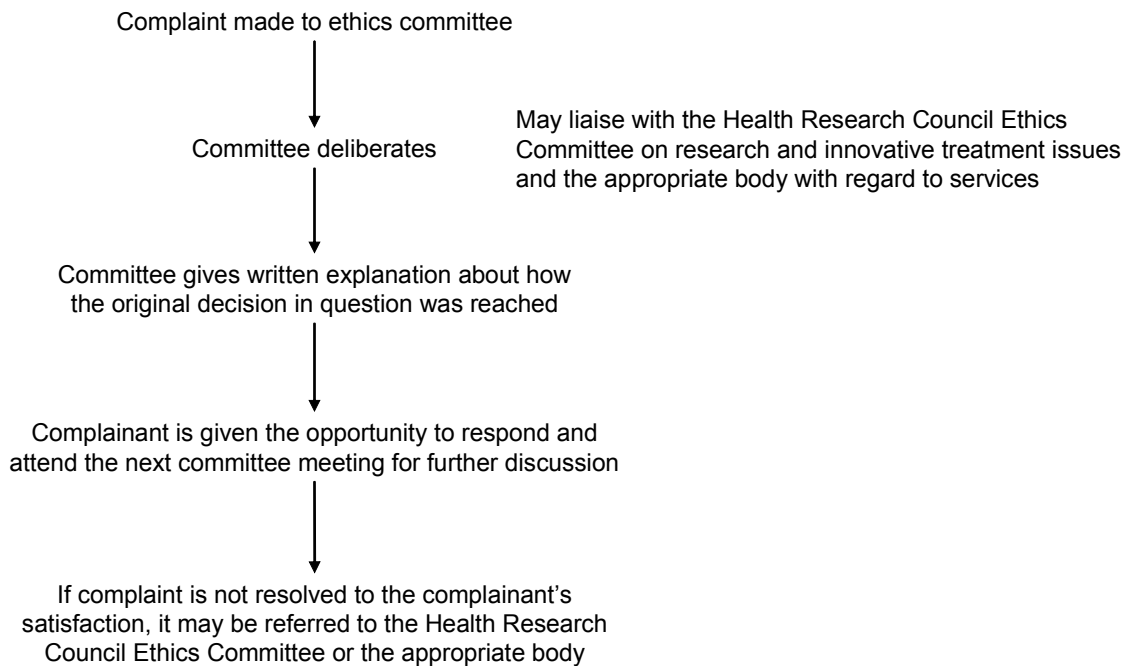 Complaint made to ethics committee
Committee deliberates
May liaise with the Health Research Council Ethics
Committee on research and innovative treatment issues
and the appropriate body with regard to services
Committee gives written explanation about how
the original decision in question was reached
Complainant is given the opportunity to respond and
attend the next committee meeting for further discussion
If complaint is not resolved to the complainant’s
satisfaction, it may be referred to the Health Research
Council Ethics Committee or the appropriate body